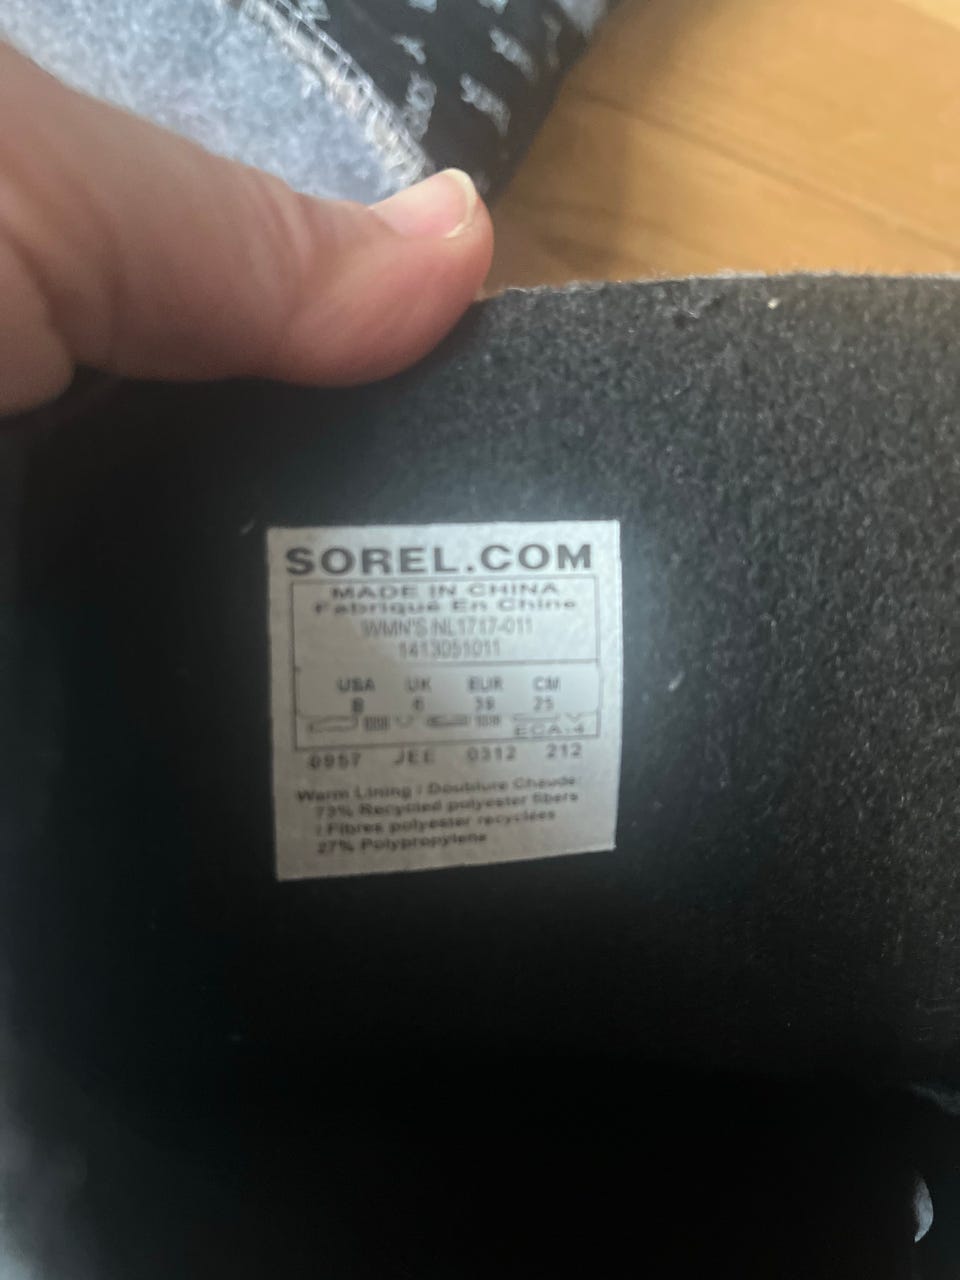 SOREL.COM
MADE IN CHINA
Fabriqué En Chine
WMN'S NL1717-011
1413051011
USA UK EUR CM
8 6 39 25
ECA:4
0957 JEE 0312 212
Warm Lining / Doublure Chaude:
73% Recycled polyester fibers
/ Fibres polyester recyclées
27% Polypropylene